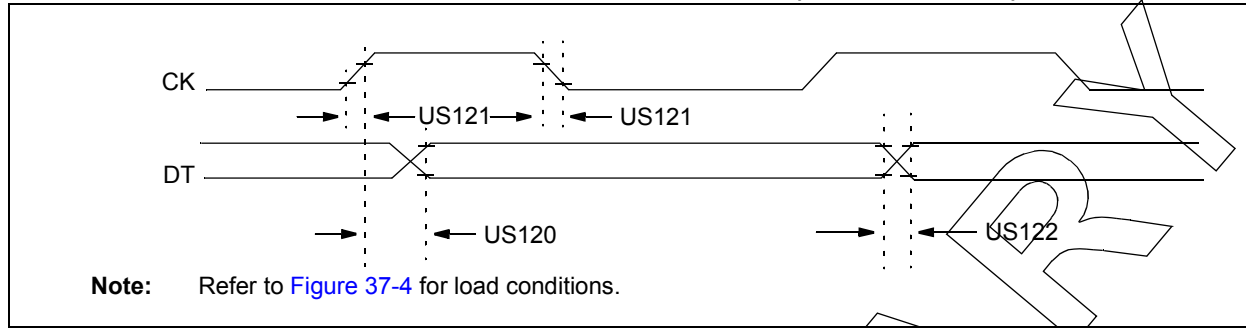 CK
US121 US121
DT
US120 US122
Note: Refer to Figure 37-4 for load conditions.